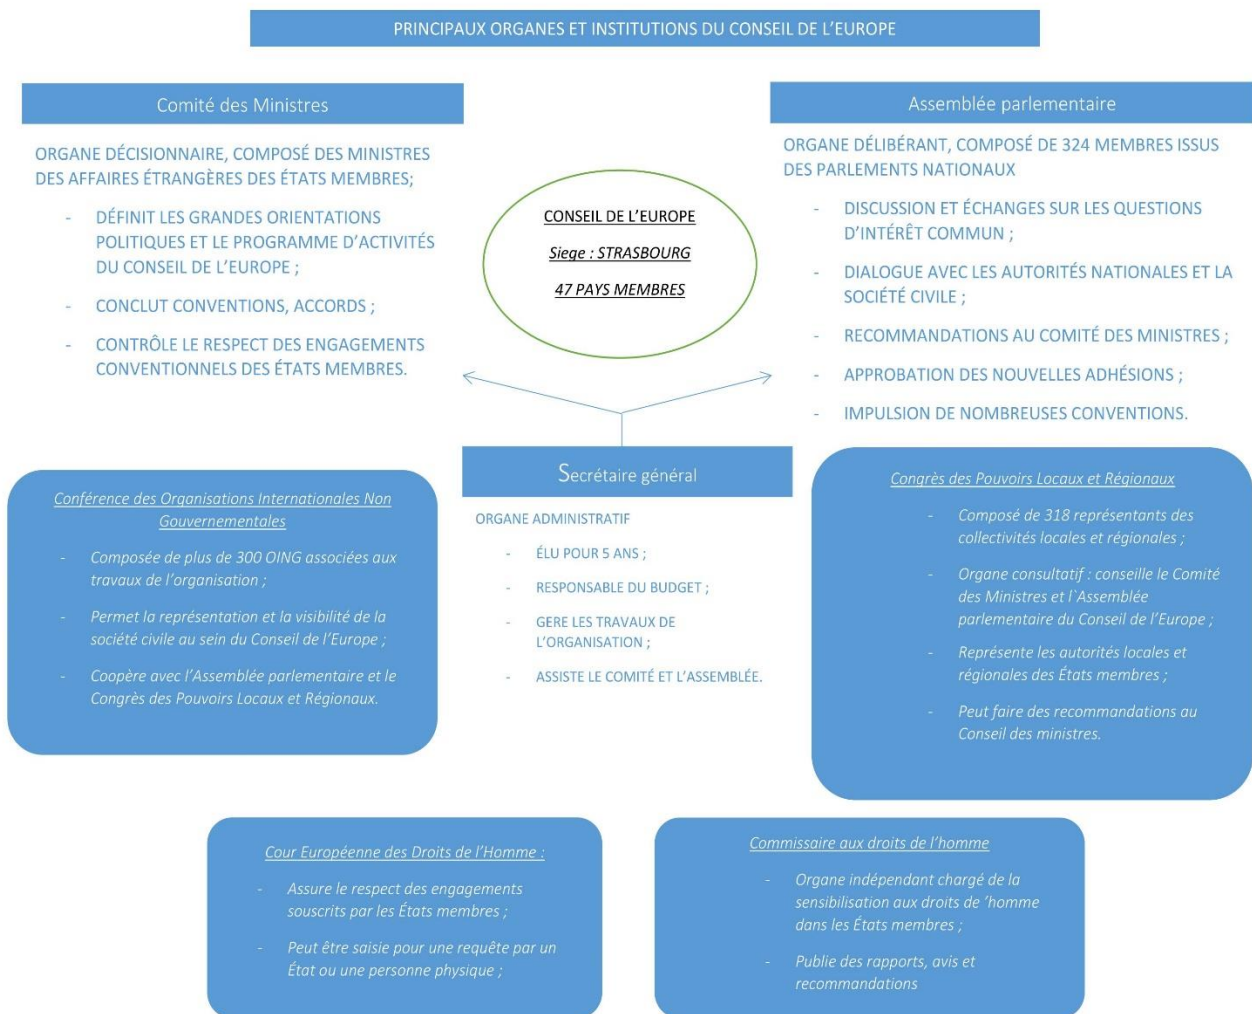 PRINCIPAUX ORGANES ET INSTITUTIONS DU CONSEIL DE L’EUROPE
Comité des Ministres
ORGANE DÉCISIONNAIRE, COMPOSÉ DES MINISTRES
DES AFFAIRES ÉTRANGÈRES DES ÉTATS MEMBRES;
- DÉFINIT LES GRANDES ORIENTATIONS
POLITIQUES ET LE PROGRAMME D’ACTIVITÉS
DU CONSEIL DE L’EUROPE ;
- CONCLUT CONVENTIONS, ACCORDS ;
- CONTRÔLE LE RESPECT DES ENGAGEMENTS
CONVENTIONNELS DES ÉTATS MEMBRES.
CONSEIL DE L’EUROPE
Siege : STRASBOURG
47 PAYS MEMBRES
Assemblée parlementaire
ORGANE DÉLIBÉRANT, COMPOSÉ DE 324 MEMBRES ISSUS
DES PARLEMENTS NATIONAUX
- DISCUSSION ET ÉCHANGES SUR LES QUESTIONS
D’INTÉRÊT COMMUN ;
- DIALOGUE AVEC LES AUTORITÉS NATIONALES ET LA
SOCIÉTÉ CIVILE ;
- RECOMMANDATIONS AU COMITÉ DES MINISTRES ;
- APPROBATION DES NOUVELLES ADHÉSIONS ;
- IMPULSION DE NOMBREUSES CONVENTIONS.
Conférence des Organisations Internationales Non
Gouvernementales
- Composée de plus de 300 OING associées aux
travaux de l’organisation ;
- Permet la représentation et la visibilité de la
société civile au sein du Conseil de l’Europe ;
- Coopère avec l’Assemblée parlementaire et le
Congrès des Pouvoirs Locaux et Régionaux.
Secrétaire général
ORGANE ADMINISTRATIF
- ÉLU POUR 5 ANS ;
- RESPONSABLE DU BUDGET ;
- GERE LES TRAVAUX DE
L’ORGANISATION ;
- ASSISTE LE COMITÉ ET L’ASSEMBLÉE.
Congrès des Pouvoirs Locaux et Régionaux
- Composé de 318 représentants des
collectivités locales et régionales ;
- Organe consultatif : conseille le Comité
des Ministres et l`Assemblée
parlementaire du Conseil de l’Europe ;
- Représente les autorités locales et
régionales des États membres ;
- Peut faire des recommandations au
Conseil des ministres.
Cour Européenne des Droits de l’Homme :
- Assure le respect des engagements
souscrits par les États membres ;
- Peut être saisie pour une requête par un
État ou une personne physique ;
Commissaire aux droits de l’homme
- Organe indépendant chargé de la
sensibilisation aux droits de ’homme
dans les États membres ;
- Publie des rapports, avis et
recommandations